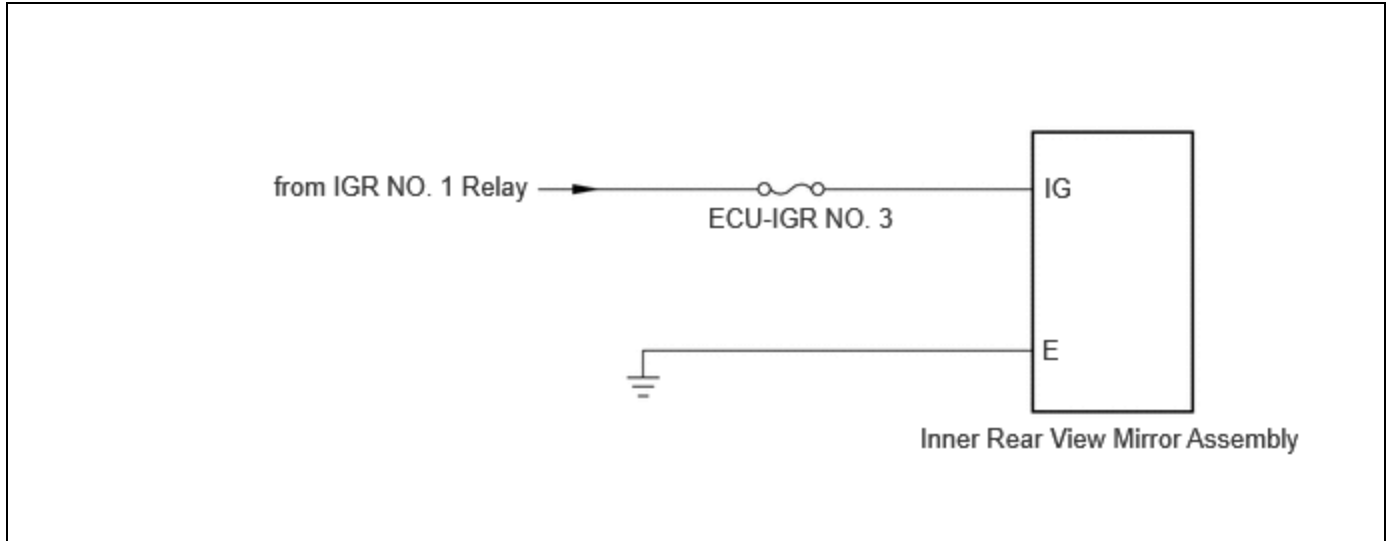 from IGR NO. 1 Relay
IG
ECU-IGR NO. 3
E
Inner Rear View Mirror Assembly